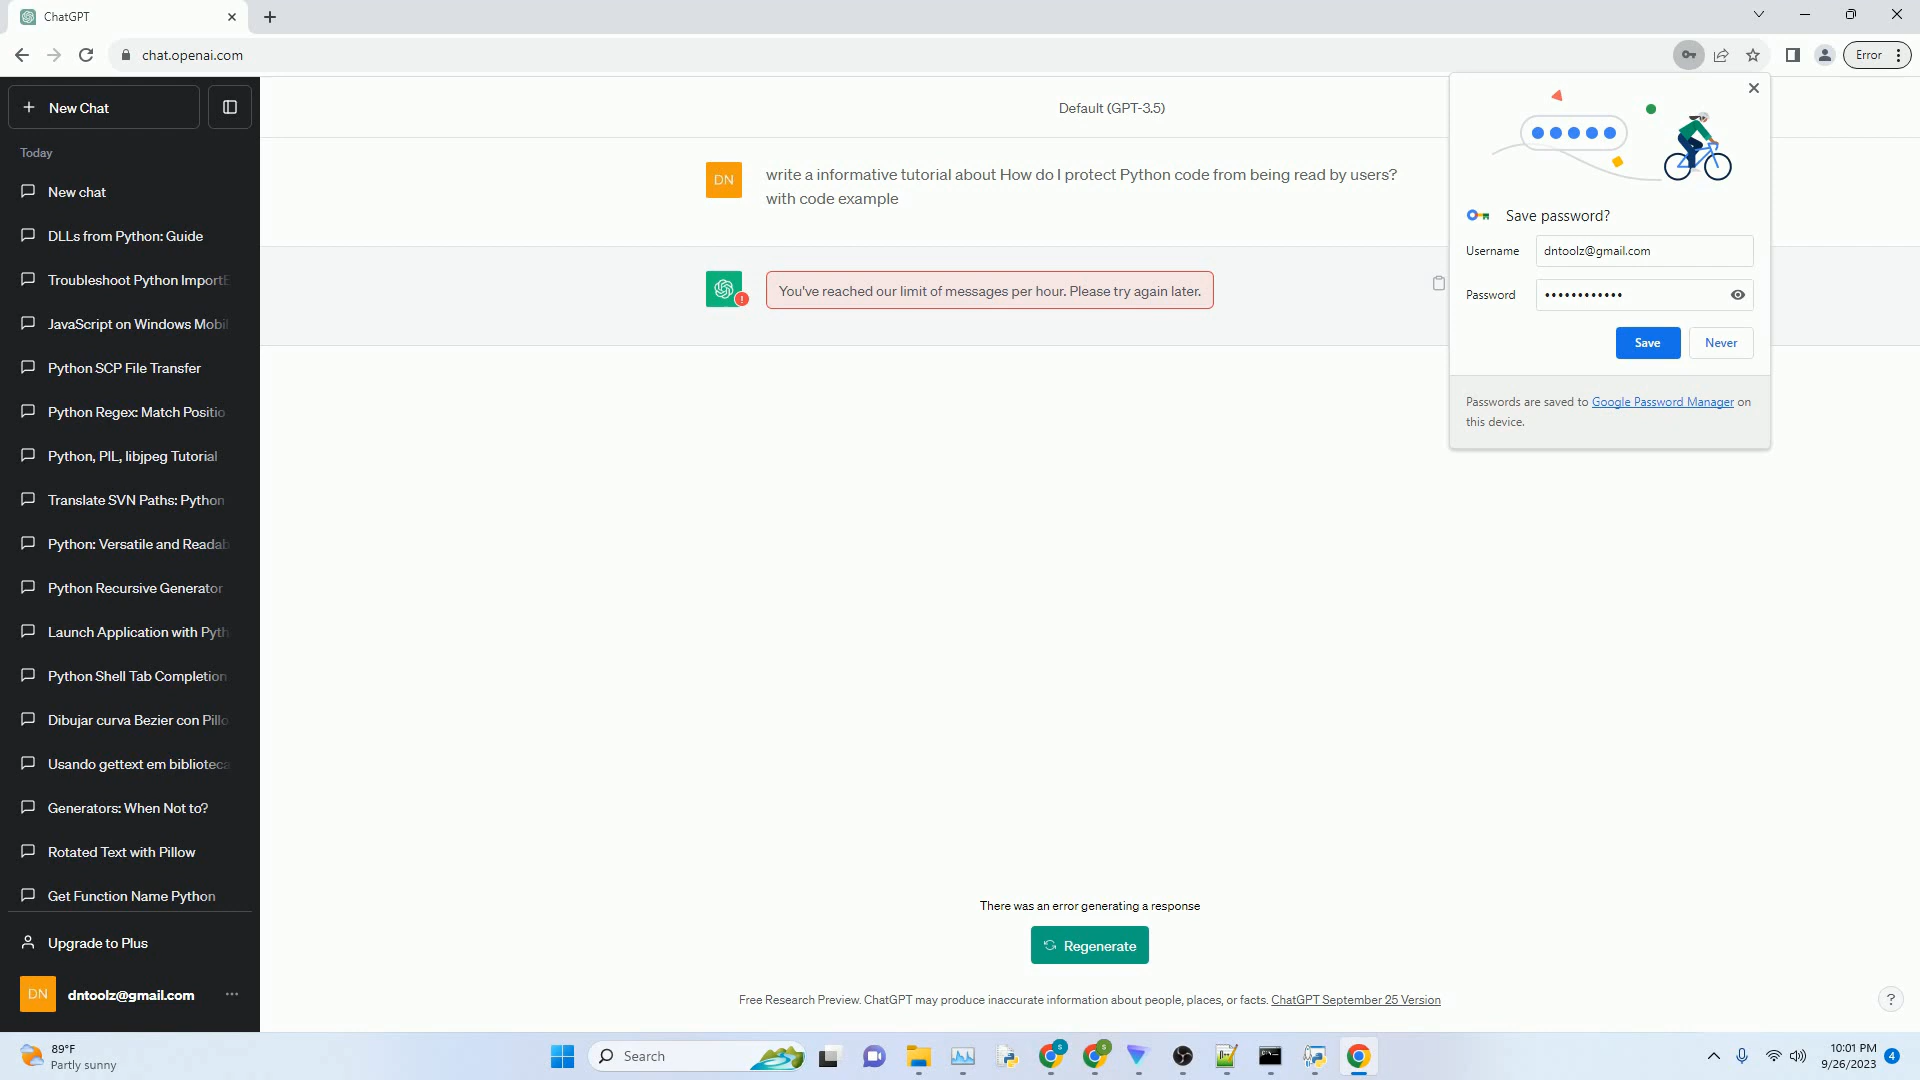 ChatGPT
chat.openai.com
Error
New Chat
Default (GPT-3.5)
Today
New chat
DLLs from Python: Guide
Troubleshoot Python ImportE
JavaScript on Windows Mobil
Python SCP File Transfer
Python Regex: Match Positio
Python, PIL, libjpeg Tutorial
Translate SVN Paths: Python
Python: Versatile and Readab
Python Recursive Generator
Launch Application with Pyth
Python Shell Tab Completion
Dibujar curva Bezier con Pillo
Usando gettext em biblioteca
Generators: When Not to?
Rotated Text with Pillow
Get Function Name Python
Upgrade to Plus
DN
dntoolz@gmail.com
DN
write a informative tutorial about How do I protect Python code from being read by users?
with code example
You've reached our limit of messages per hour. Please try again later.
Save password?
Username
dntoolz@gmail.com
Password
••••••••••••
Save
Never
Passwords are saved to Google Password Manager on
this device.
There was an error generating a response
Regenerate
Free Research Preview. ChatGPT may produce inaccurate information about people, places, or facts. ChatGPT September 25 Version
?
89°F
Partly sunny
Search
S
S
10:01 PM
9/26/2023
4